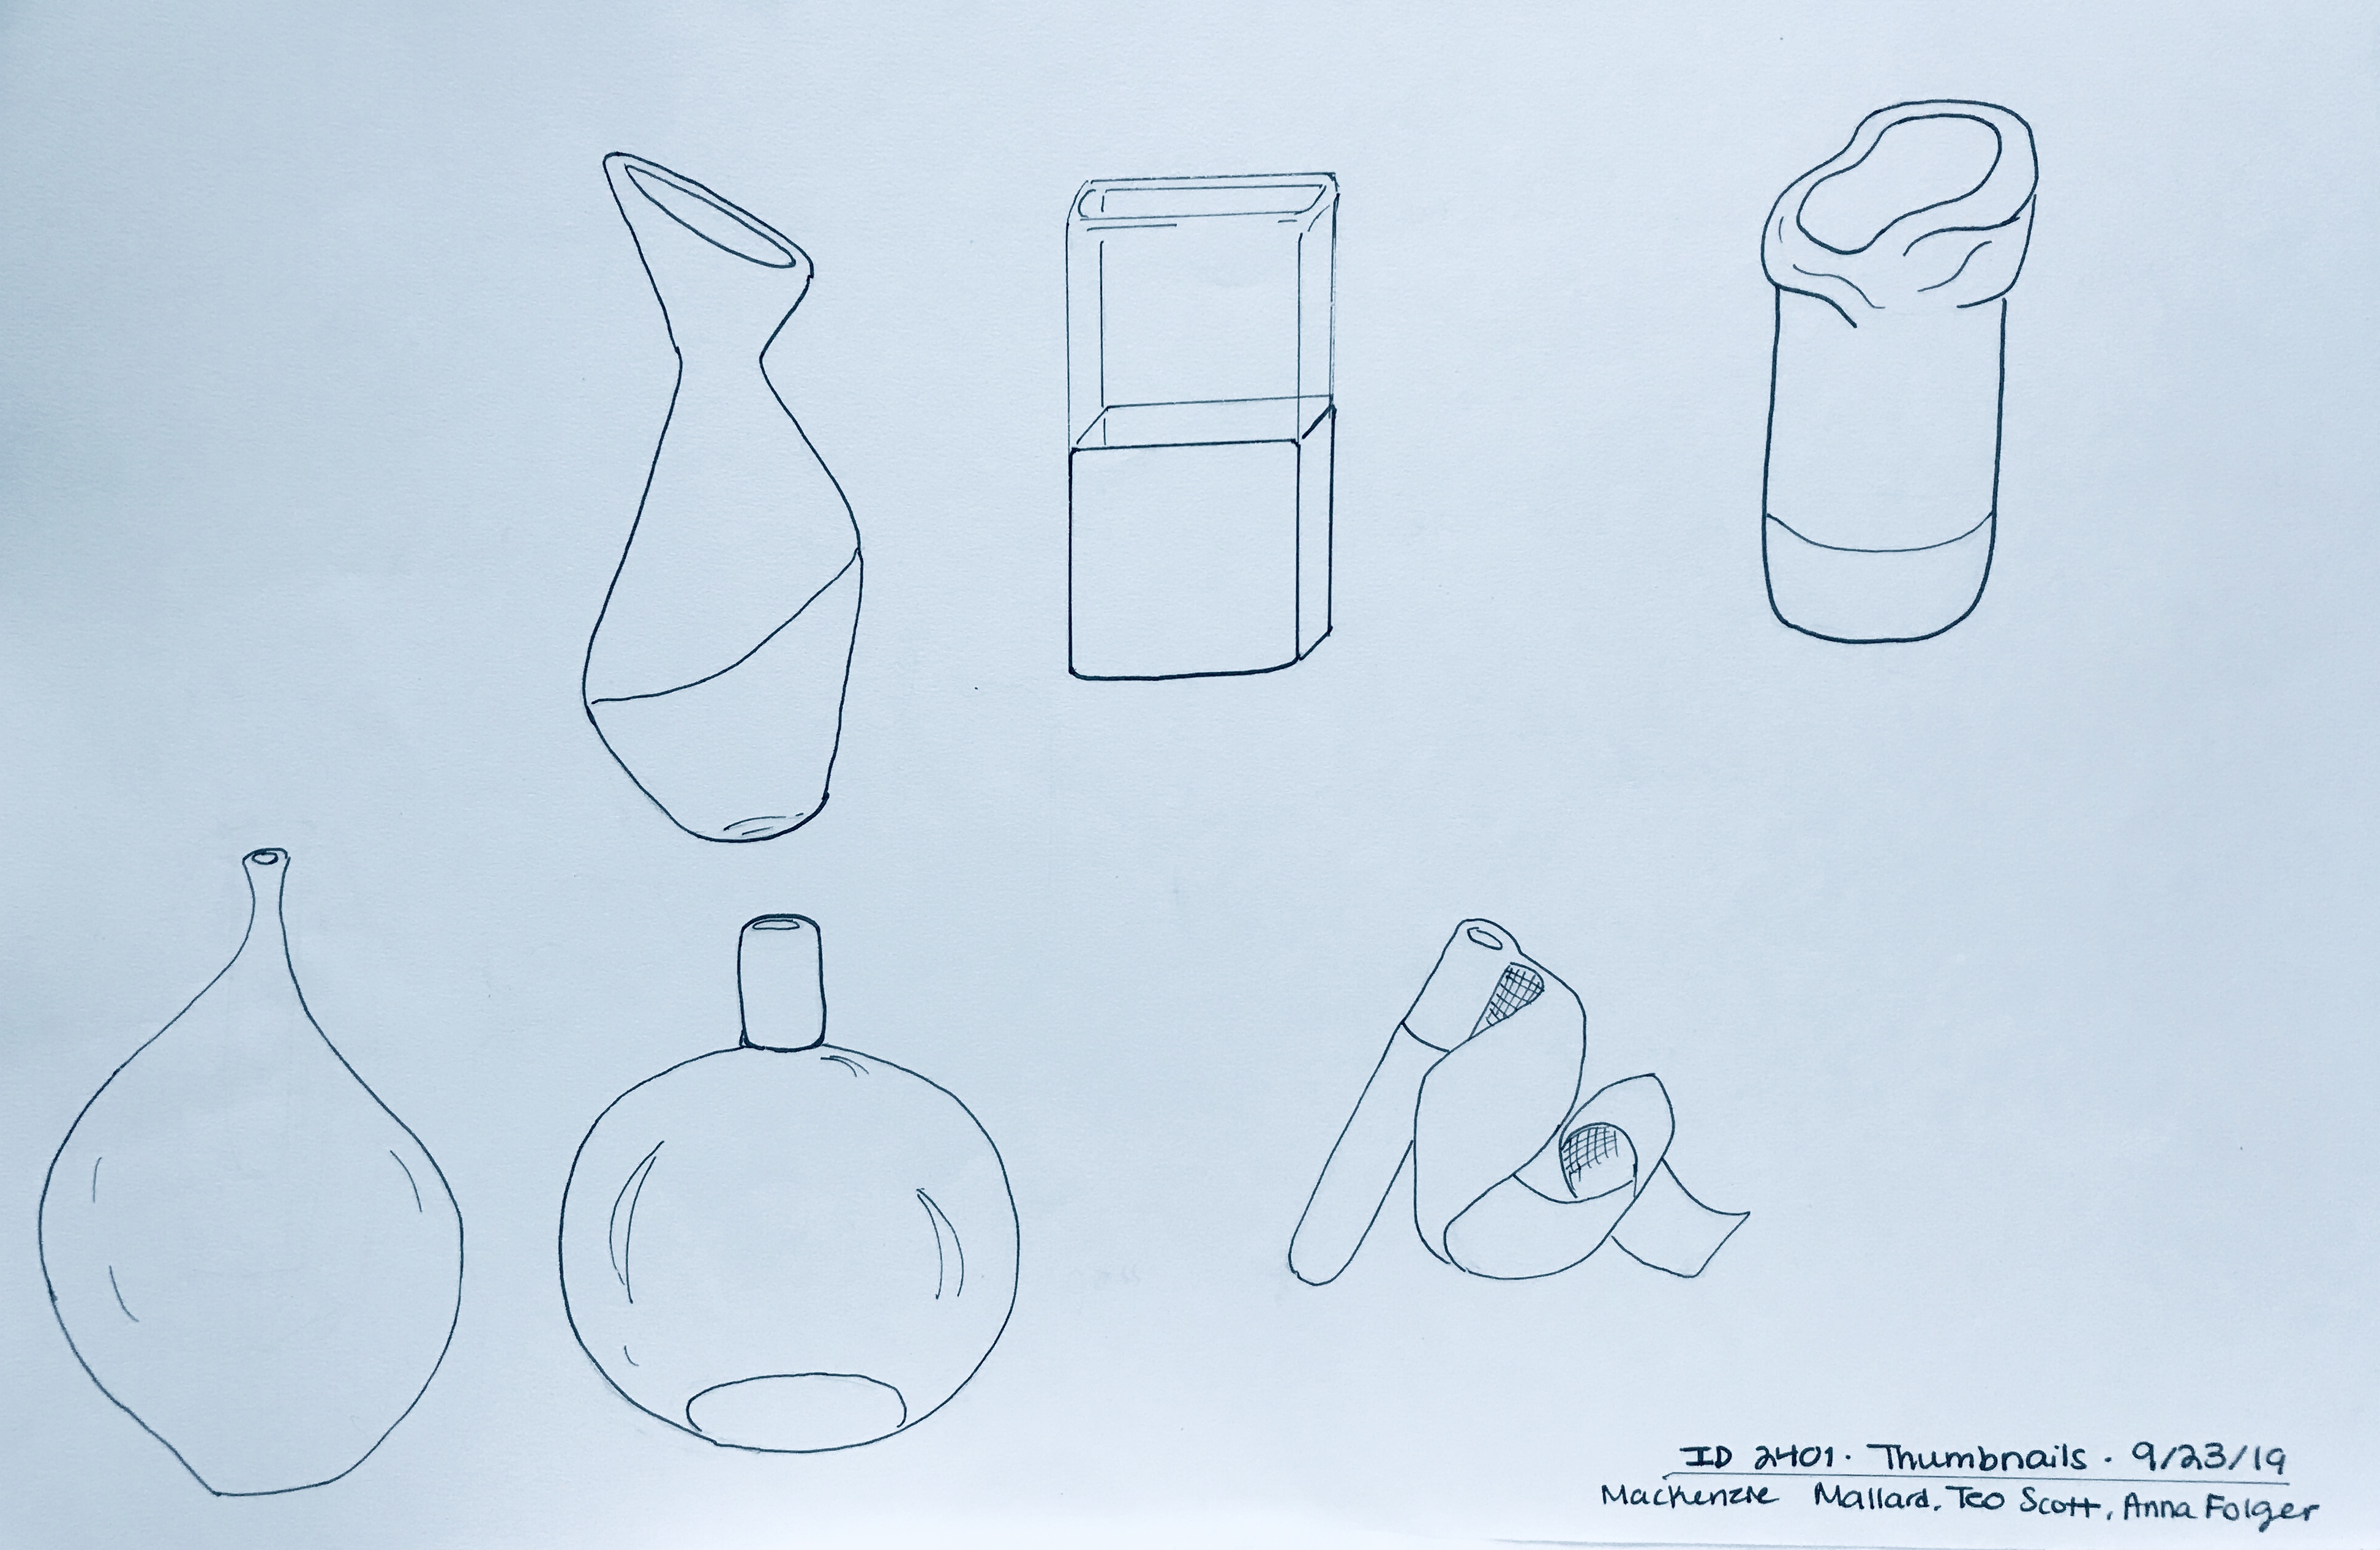 ID 2401. Thumbnails. 9/23/19
Mackenzie Mallard, Teo Scott, Anna Folger